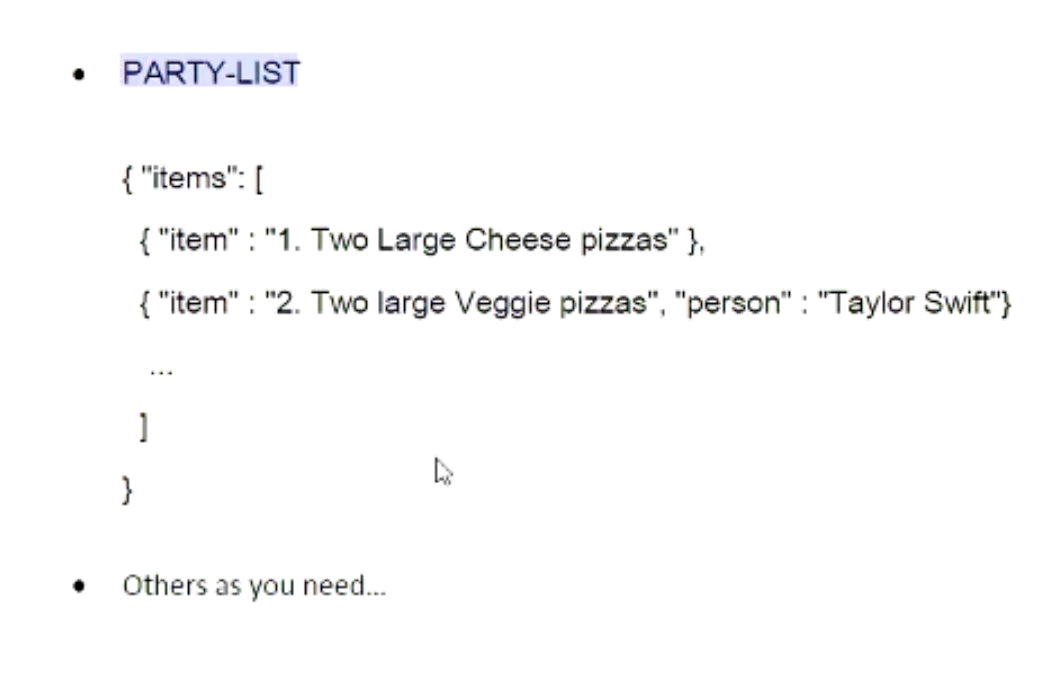 • PARTY-LIST
{ "items": [
{ "item" : "1. Two Large Cheese pizzas" },
{ "item" : "2. Two large Veggie pizzas", "person" : "Taylor Swift"}
...
]
}
• Others as you need...